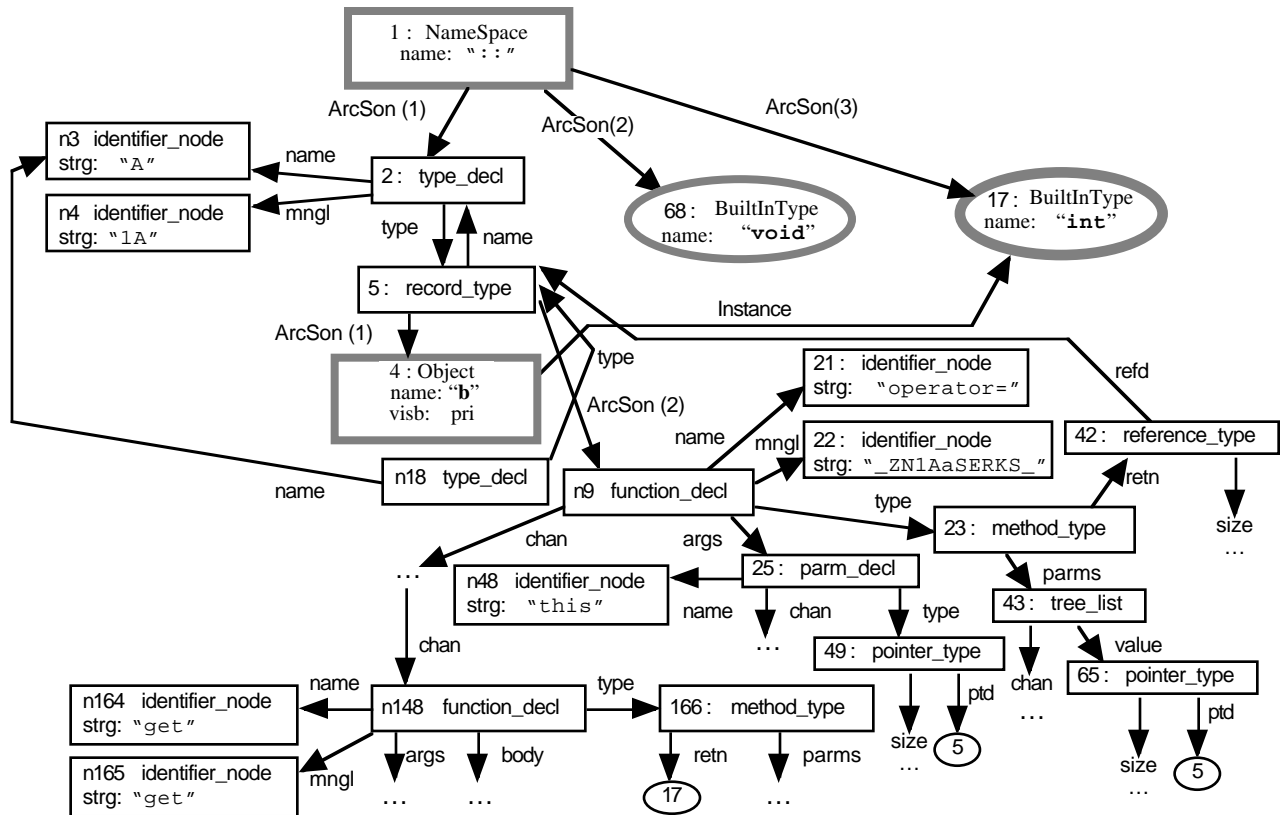 1 : NameSpace
name: "::"
ArcSon (1)
ArcSon(2)
ArcSon(3)
n3 identifier_node
strg: "A"
name
2 : type_decl
n4 identifier_node
strg: "1A"
mngl
68 : BuiltInType
name: "void"
17 : BuiltInType
name: "int"
type
name
5 : record_type
Instance
ArcSon (1)
type
4 : Object
name: "b"
visb: pri
21 : identifier_node
strg: "operator="
refd
ArcSon (2)
name
mngl
22 : identifier_node
strg: "_ZN1AaSERKS_"
42 : reference_type
name
n18 type_decl
n9 function_decl
type
retn
23 : method_type
size
...
chan
args
...
n48 identifier_node
strg: "this"
name
25 : parm_decl
chan
...
type
parms
43 : tree_list
chan
...
value
49 : pointer_type
65 : pointer_type
chan
n164 identifier_node
strg: "get"
name
n148 function_decl
type
166 : method_type
size
...
ptd
5
size
...
ptd
5
n165 identifier_node
strg: "get"
mngl
args
...
body
...
retn
17
parms
...